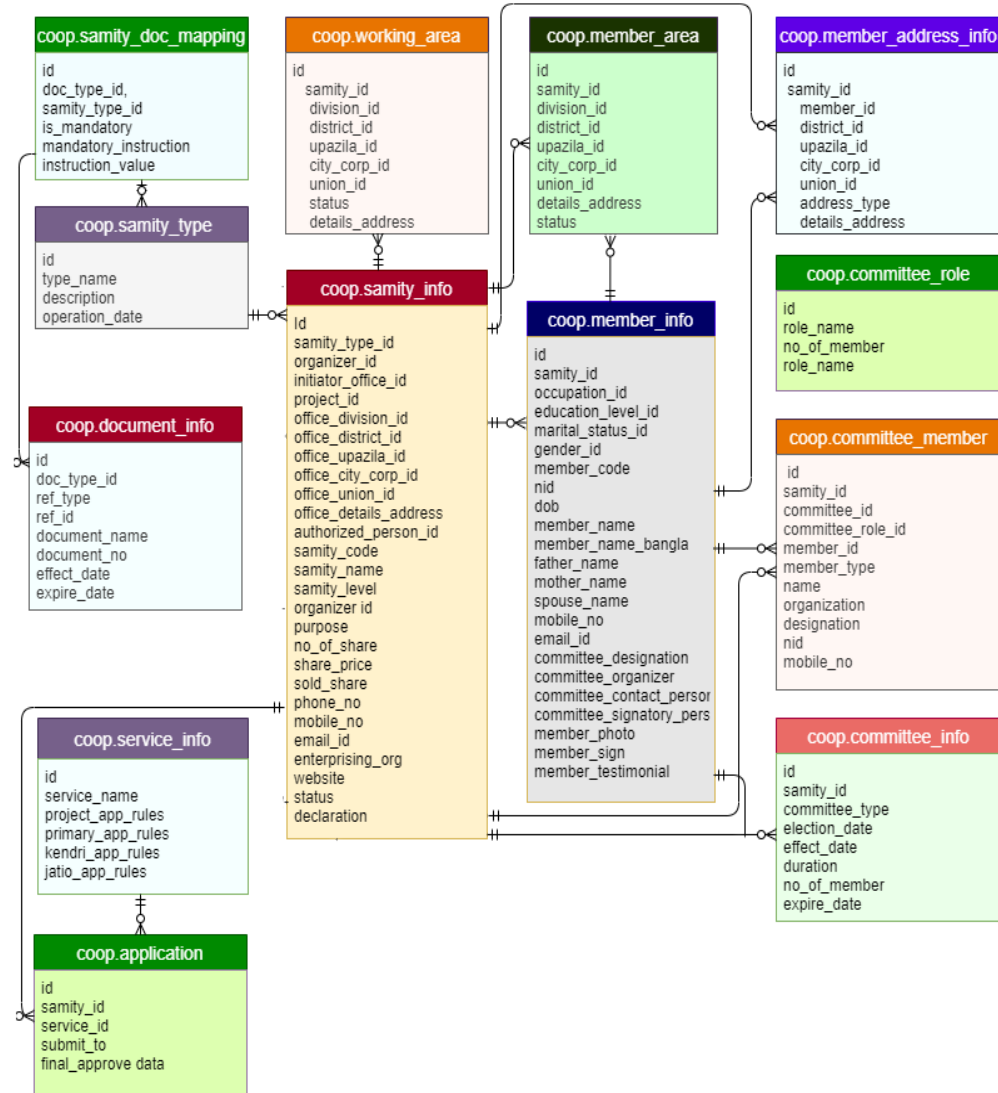 coop.samity_doc_mapping
id
doc_type_id,
samity_type_id
is_mandatory
mandatory_instruction
instruction_value
coop.working_area
id
samity_id
division_id
district_id
upazila_id
city_corp_id
union_id
status
details_address
coop.member_area
id
samity_id
division_id
district_id
upazila_id
city_corp_id
union_id
details_address
status
coop.member_address_info
id
samity_id
member_id
district_id
upazila_id
city_corp_id
union_id
address_type
details_address
coop.samity_type
id
type_name
description
operation_date
coop.samity_info
Id
samity_type_id
organizer_id
initiator_office_id
project_id
office_division_id
office_district_id
office_upazila_id
office_city_corp_id
office_union_id
office_details_address
authorized_person_id
samity_code
samity_name
samity_level
organizer id
purpose
no_of_share
share_price
sold_share
phone_no
mobile_no
email_id
enterprising_org
website
status
declaration
coop.member_info
id
samity_id
occupation_id
education_level_id
marital_status_id
gender_id
member_code
nid
dob
member_name
member_name_bangla
father_name
mother_name
spouse_name
mobile_no
email_id
committee_designation
committee_organizer
committee_contact_persor
committee_signatory_pers
member_photo
member_sign
member_testimonial
coop.committee_role
id
role_name
no_of_member
role_name
coop.document_info
id
doc_type_id
ref_type
ref_id
document_name
document_no
effect_date
expire_date
coop.committee_member
id
samity_id
committee_id
committee_role_id
member_id
member_type
name
organization
designation
nid
mobile_no
coop.service_info
id
service_name
project_app_rules
primary_app_rules
kendri_app_rules
jatio_app_rules
coop.committee_info
id
samity_id
committee_type
election_date
effect_date
duration
no_of_member
expire_date
coop.application
id
samity_id
service_id
submit_to
final_approve data